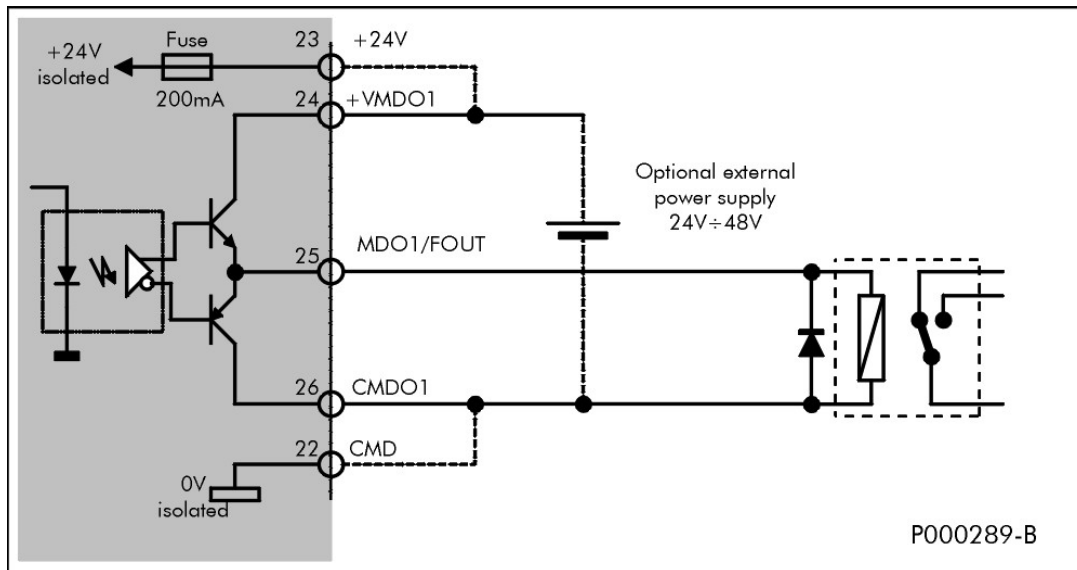 Fuse
23
+24V
+24V
isolated
200mA
24
+VMDO1
Optional external
power supply
24V÷48V
25
MDO1/FOUT
26
CMDO1
22
CMD
0V
isolated
P000289-B